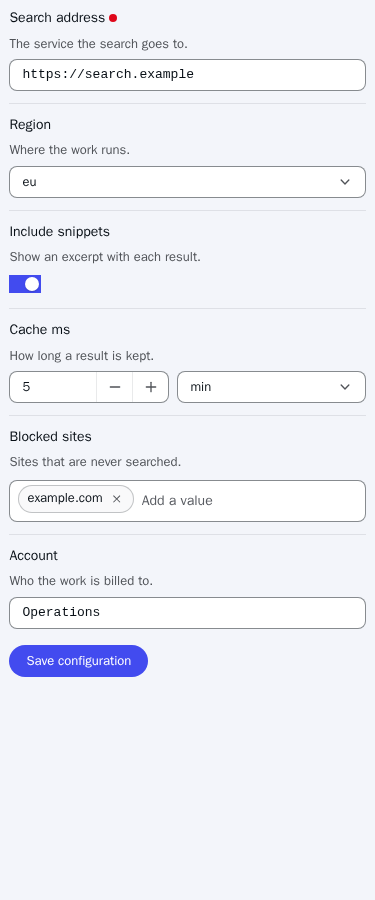 Search address
The service the search goes to.
https://search.example
Region
Where the work runs.
eu
Include snippets
Show an excerpt with each result.
Cache ms
How long a result is kept.
5
min
Blocked sites
Sites that are never searched.
example.com
Add a value
Account
Who the work is billed to.
Operations
Save configuration